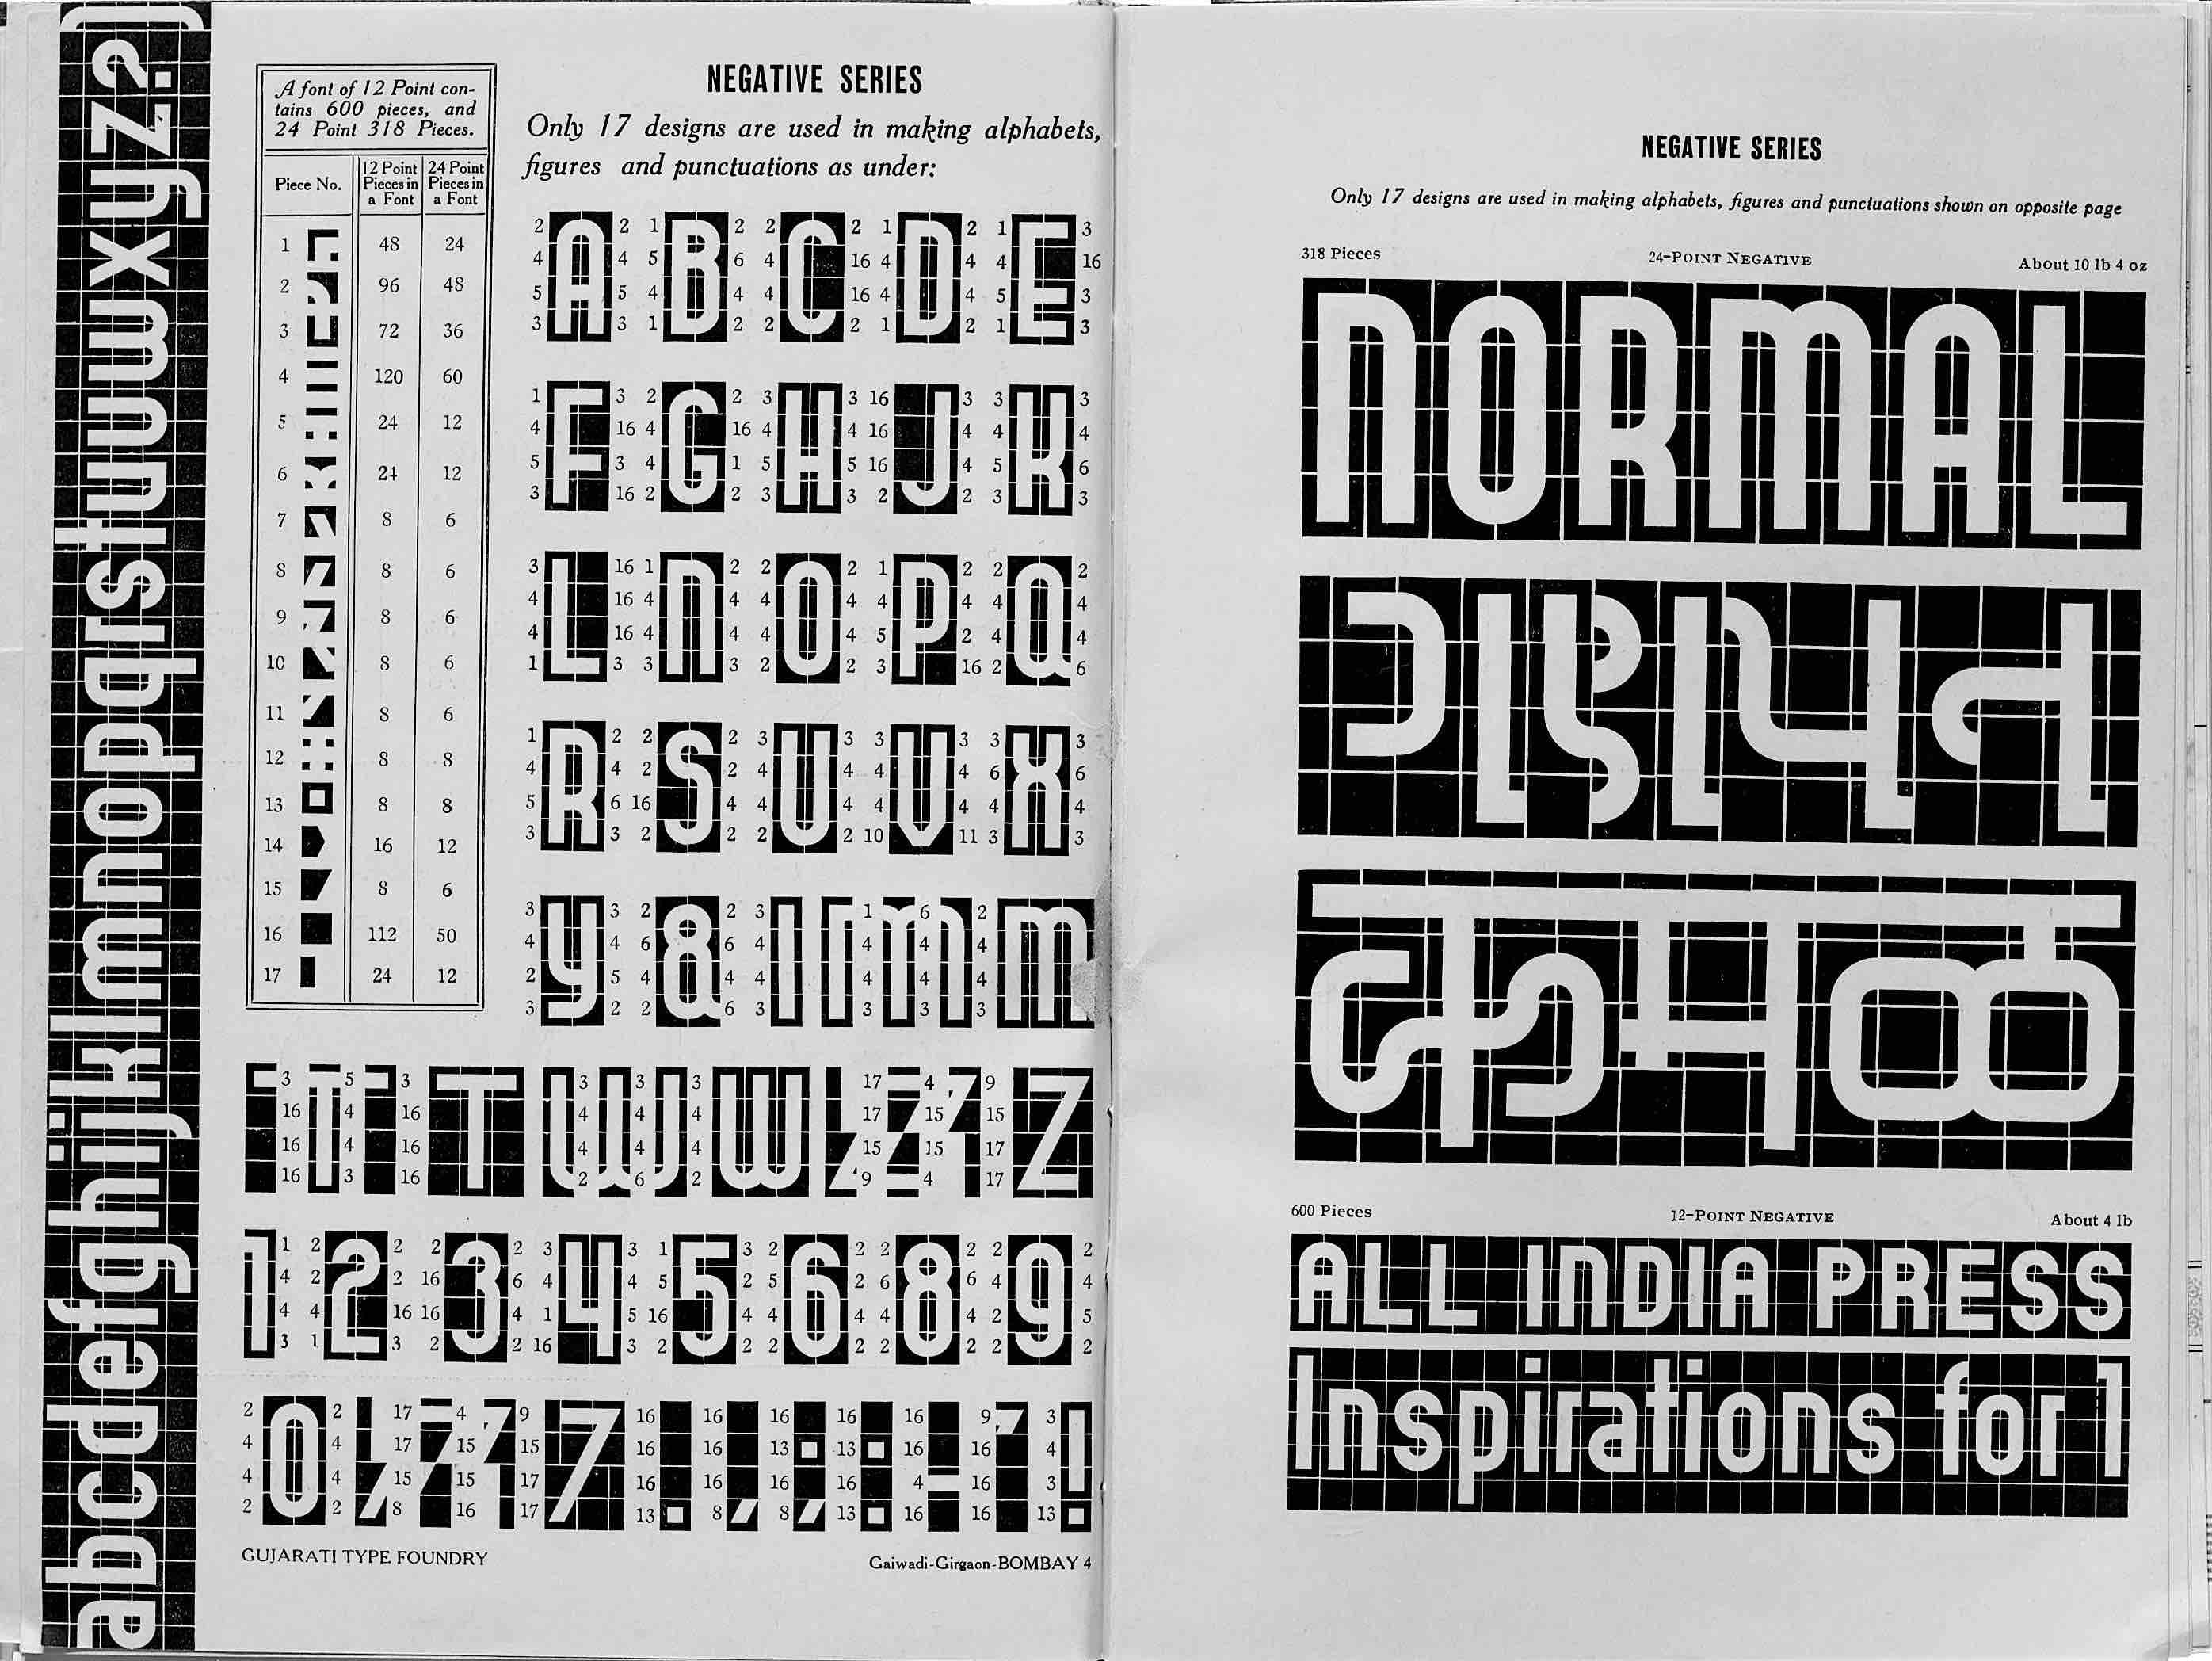 abcdefghijklmnopqrstuvwxyz?)
A font of 12 Point con-
tains 600 pieces, and
24 Point 318 Pieces.
Piece No. 12 Point Pieces in a Font 24 Point Pieces in a Font
1 48 24
2 96 48
3 72 36
4 120 60
5 24 12
6 24 12
7 8 6
8 8 6
9 8 6
10 8 6
11 8 6
12 8 8
13 8 8
14 16 12
15 8 6
16 112 50
17 24 12
NEGATIVE SERIES
Only 17 designs are used in making alphabets,
figures and punctuations as under:
A B C D E
2 2 1 2 2 2 1 2 1 3
4 4 5 6 4 16 4 4 4 16
5 5 4 4 4 16 4 4 5 3
3 3 1 2 2 2 1 2 1 3
F G H J K
1 3 2 2 3 3 16 3 3 3
4 16 4 16 4 4 16 4 4 4
5 3 4 1 5 5 16 4 5 6
3 16 2 2 3 3 2 2 3 3
L N O P Q
3 16 1 2 2 2 1 2 2 2
4 16 4 4 4 4 4 4 4 4
4 16 4 4 4 4 5 2 4 4
1 3 3 3 2 2 3 16 2 6
R S U V X
1 2 2 2 3 3 3 3 3 3
4 4 2 2 4 4 4 4 6 6
5 6 16 4 4 4 4 4 4 4
3 3 2 2 2 2 10 11 3 3
Y & I M
3 3 2 2 3 1 6 2
4 4 6 6 4 4 4 4
2 5 4 4 4 4 4 4
3 2 2 6 3 3 3 3
T W Z
3 5 3 3 3 3 17 4 9
16 4 16 4 4 4 17 15 15
16 4 16 4 4 4 15 15 17
16 3 16 2 6 2 9 4 17
1 2 3 4 5 6 8 9
1 2 2 2 2 3 3 1 3 2 2 2 2 2 2
4 2 2 16 6 4 4 5 2 5 2 6 6 4 4
4 4 16 16 4 1 5 16 4 4 4 4 4 2 5
3 1 3 2 2 16 3 2 2 2 2 2 2 2 2
0 7 . , ; : - ' !
2 2 17 4 9 16 16 16 16 16 9 3
4 4 17 15 15 16 16 13 13 16 16 4
4 4 15 15 17 16 16 16 16 4 16 3
2 2 8 16 17 13 8 8 13 16 16 13
GUJARATI TYPE FOUNDRY
Gaiwadi-Girgaon-BOMBAY 4
NEGATIVE SERIES
Only 17 designs are used in making alphabets, figures and punctuations shown on opposite page
318 Pieces 24-POINT NEGATIVE About 10 lb 4 oz
NORMAL
कमळ
600 Pieces 12-POINT NEGATIVE About 4 lb
ALL INDIA PRESS
Inspirations for 1